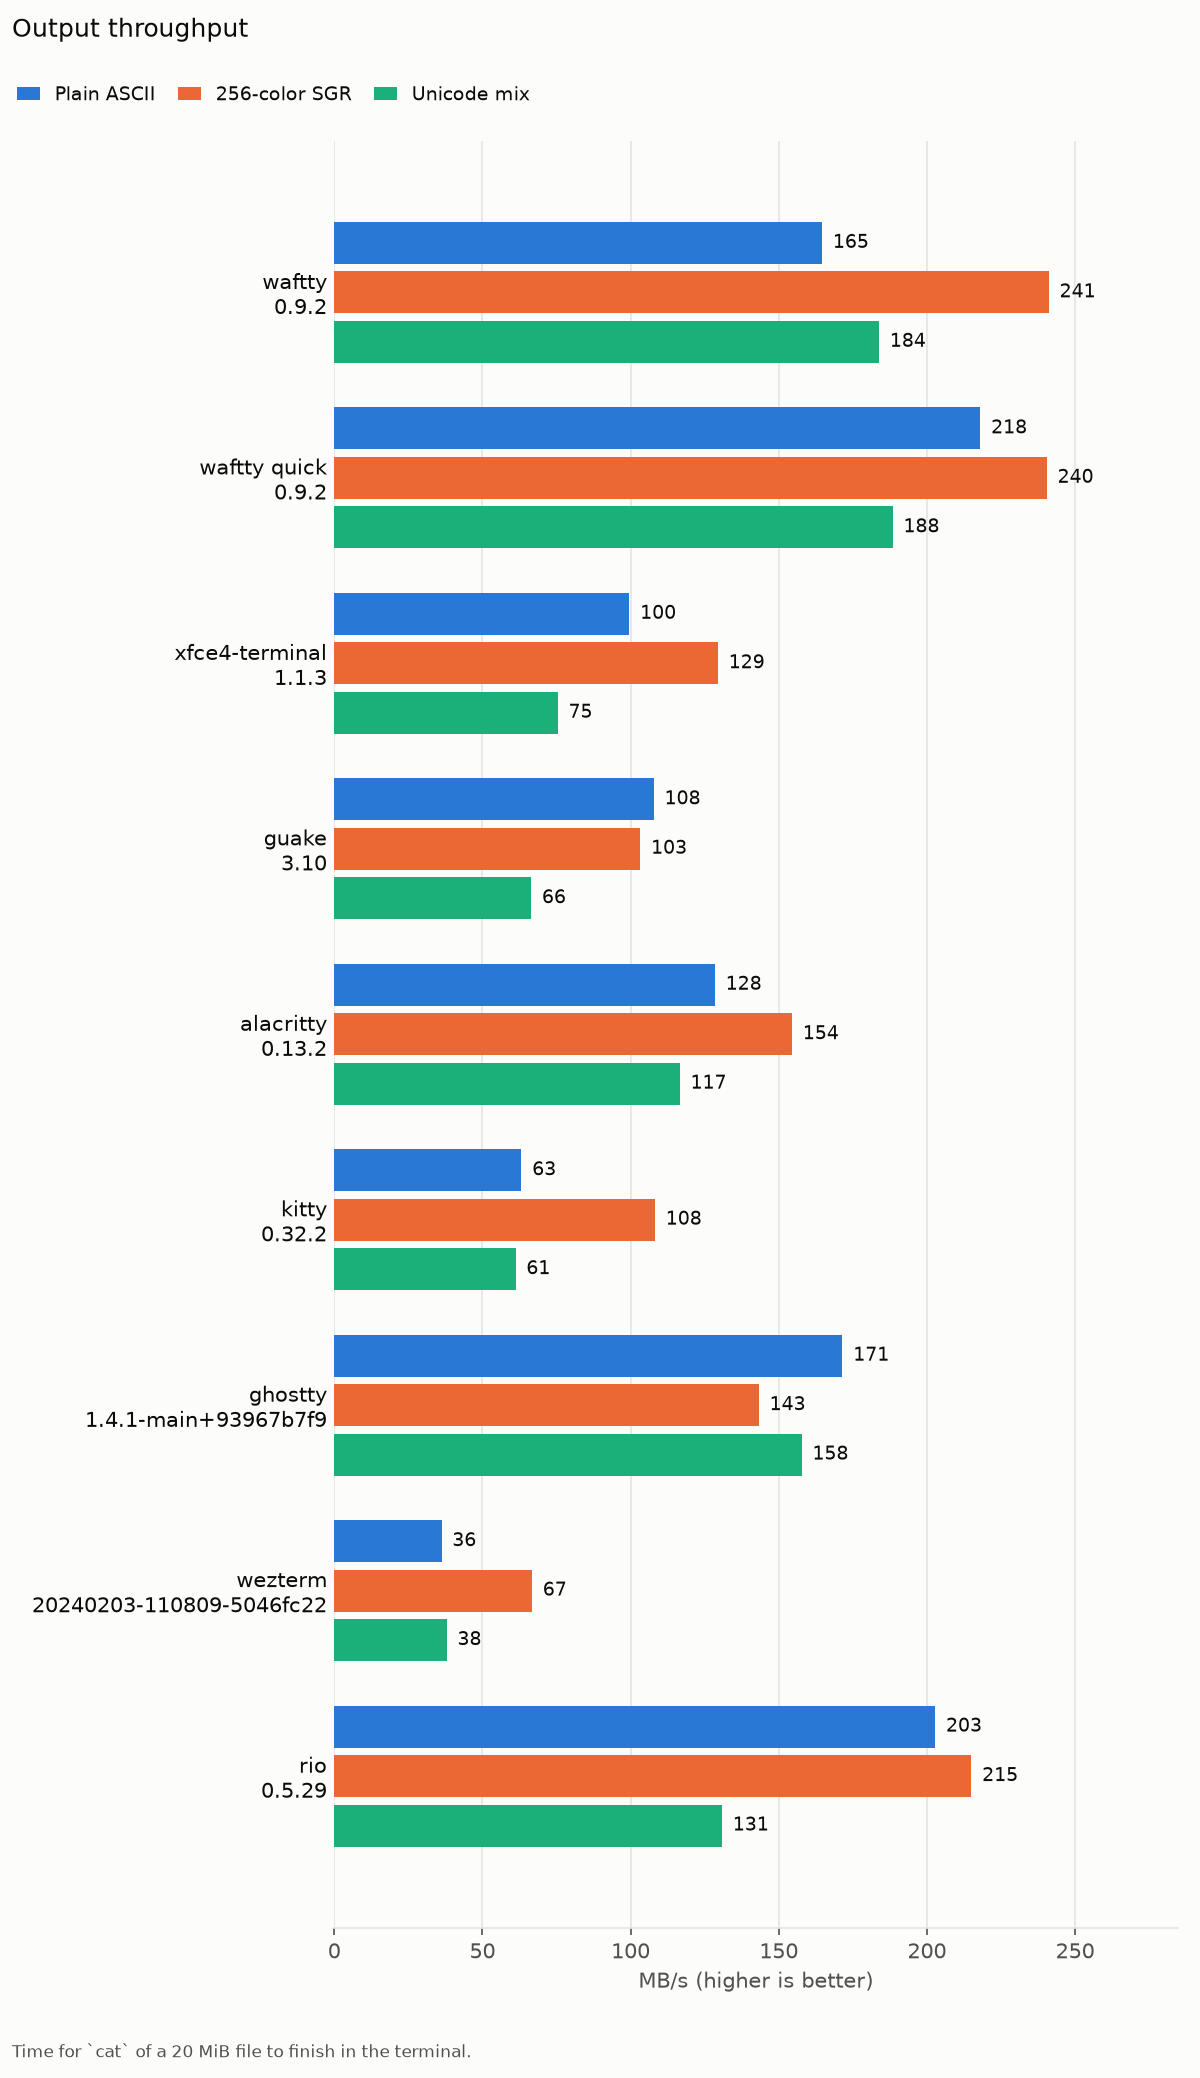 Output throughput
Plain ASCII 256-color SGR Unicode mix
165
waftty
0.9.2
241
184
218
waftty quick
0.9.2
240
188
100
xfce4-terminal
1.1.3
129
75
108
guake
3.10
103
66
128
alacritty
0.13.2
154
117
63
kitty
0.32.2
108
61
171
ghostty
1.4.1-main+93967b7f9
143
158
36
wezterm
20240203-110809-5046fc22
67
38
203
rio
0.5.29
215
131
0 50 100 150 200 250
MB/s (higher is better)
Time for `cat` of a 20 MiB file to finish in the terminal.